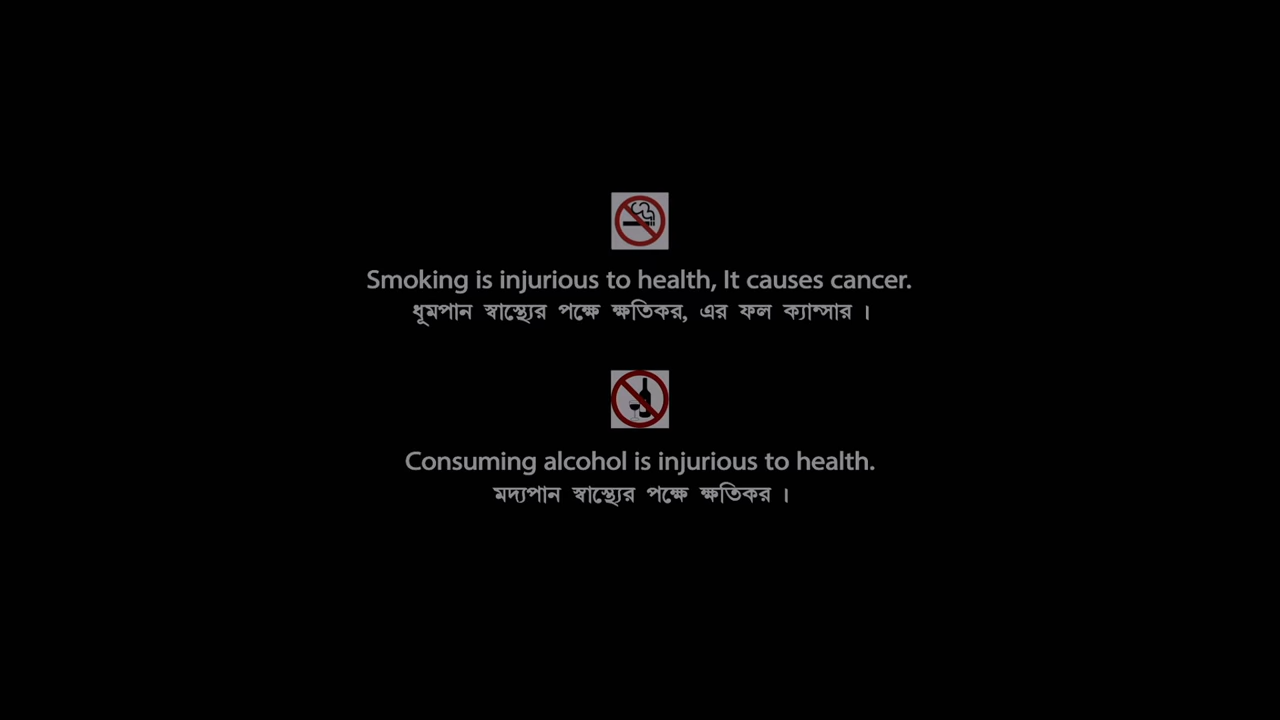 Smoking is injurious to health, It causes cancer.
ধূমপান স্বাস্থ্যের পক্ষে ক্ষতিকর, এর ফল ক্যান্সার ।
Consuming alcohol is injurious to health.
মদ্যপান স্বাস্থ্যের পক্ষে ক্ষতিকর ।